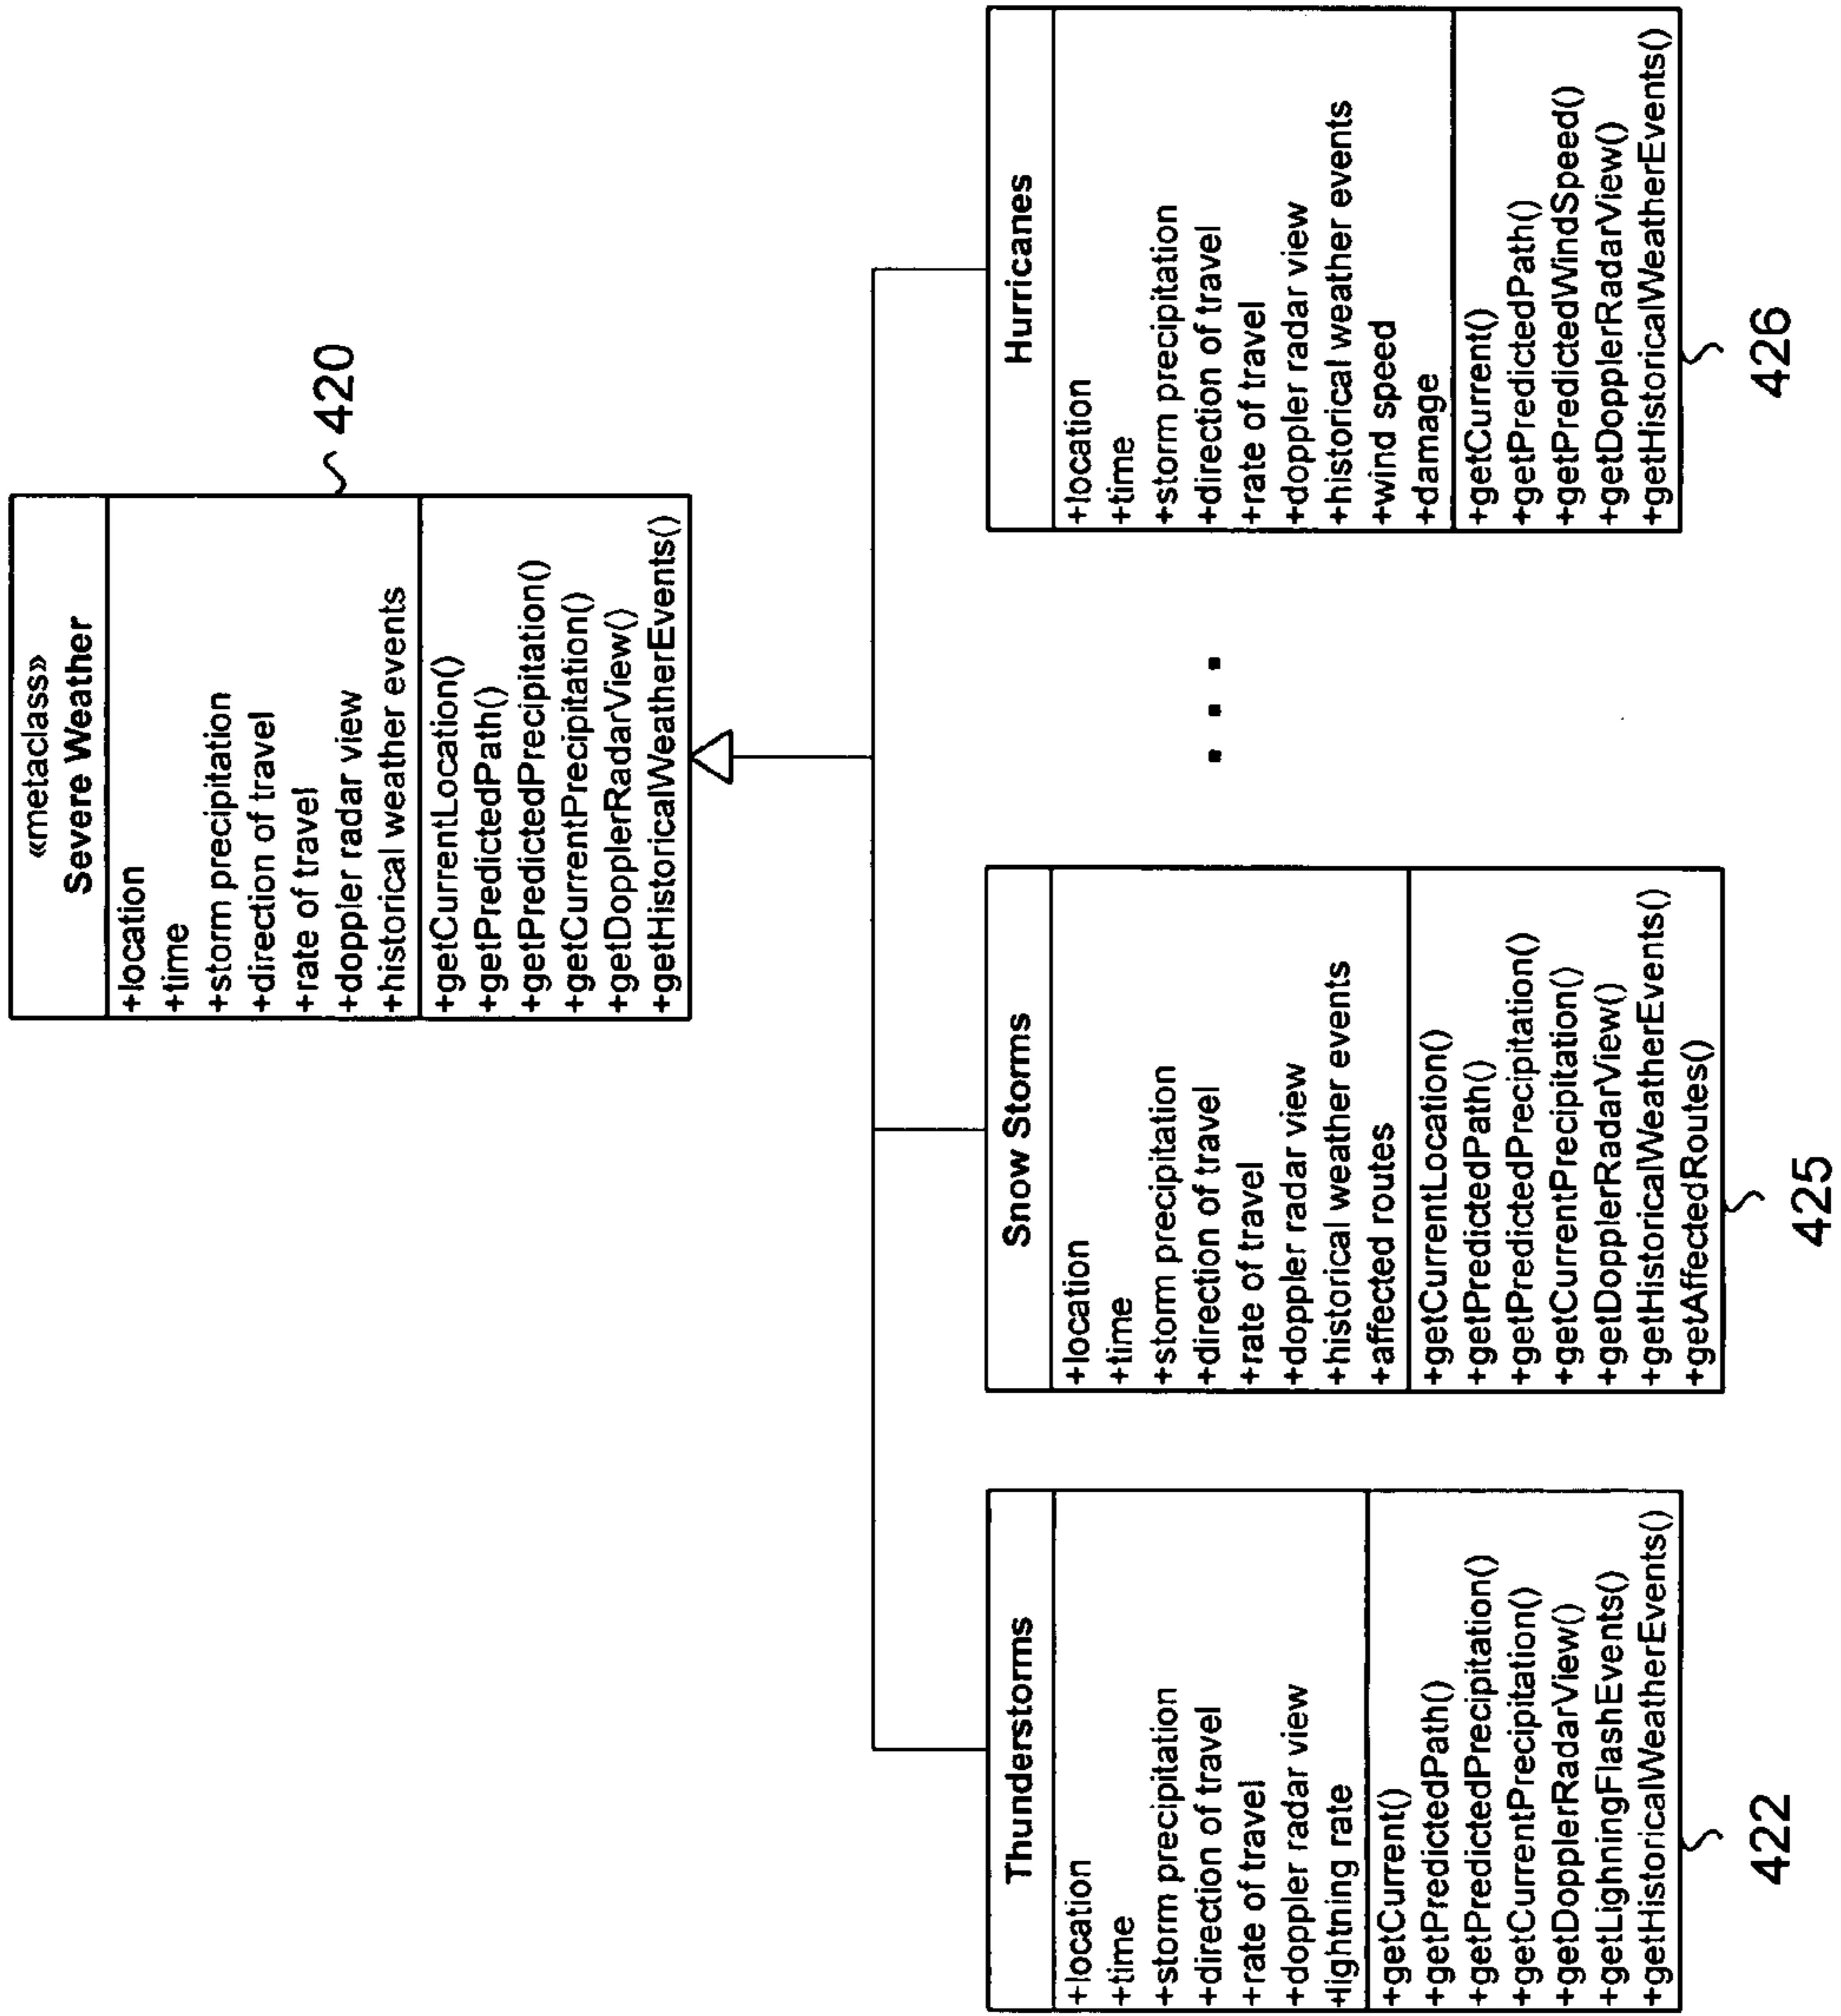 «metaclass»
Severe Weather
+location
+time
+storm precipitation
+direction of travel
+rate of travel
+doppler radar view
+historical weather events
+getCurrentLocation()
+getPredictedPath()
+getPredictedPrecipitation()
+getCurrentPrecipitation()
+getDopplerRadarView()
+getHistoricalWeatherEvents()
420
Thunderstorms
+location
+time
+storm precipitation
+direction of travel
+rate of travel
+doppler radar view
+lightning rate
+getCurrent()
+getPredictedPath()
+getPredictedPrecipitation()
+getCurrentPrecipitation()
+getDopplerRadarView()
+getLighningFlashEvents()
+getHistoricalWeatherEvents()
422
Snow Storms
+location
+time
+storm precipitation
+direction of travel
+rate of travel
+doppler radar view
+historical weather events
+affected routes
+getCurrentLocation()
+getPredictedPath()
+getPredictedPrecipitation()
+getCurrentPrecipitation()
+getDopplerRadarView()
+getHistoricalWeatherEvents()
+getAffectedRoutes()
425
. . .
Hurricanes
+location
+time
+storm precipitation
+direction of travel
+rate of travel
+doppler radar view
+historical weather events
+wind speed
+damage
+getCurrent()
+getPredictedPath()
+getPredictedWindSpeed()
+getDopplerRadarView()
+getHistoricalWeatherEvents()
426